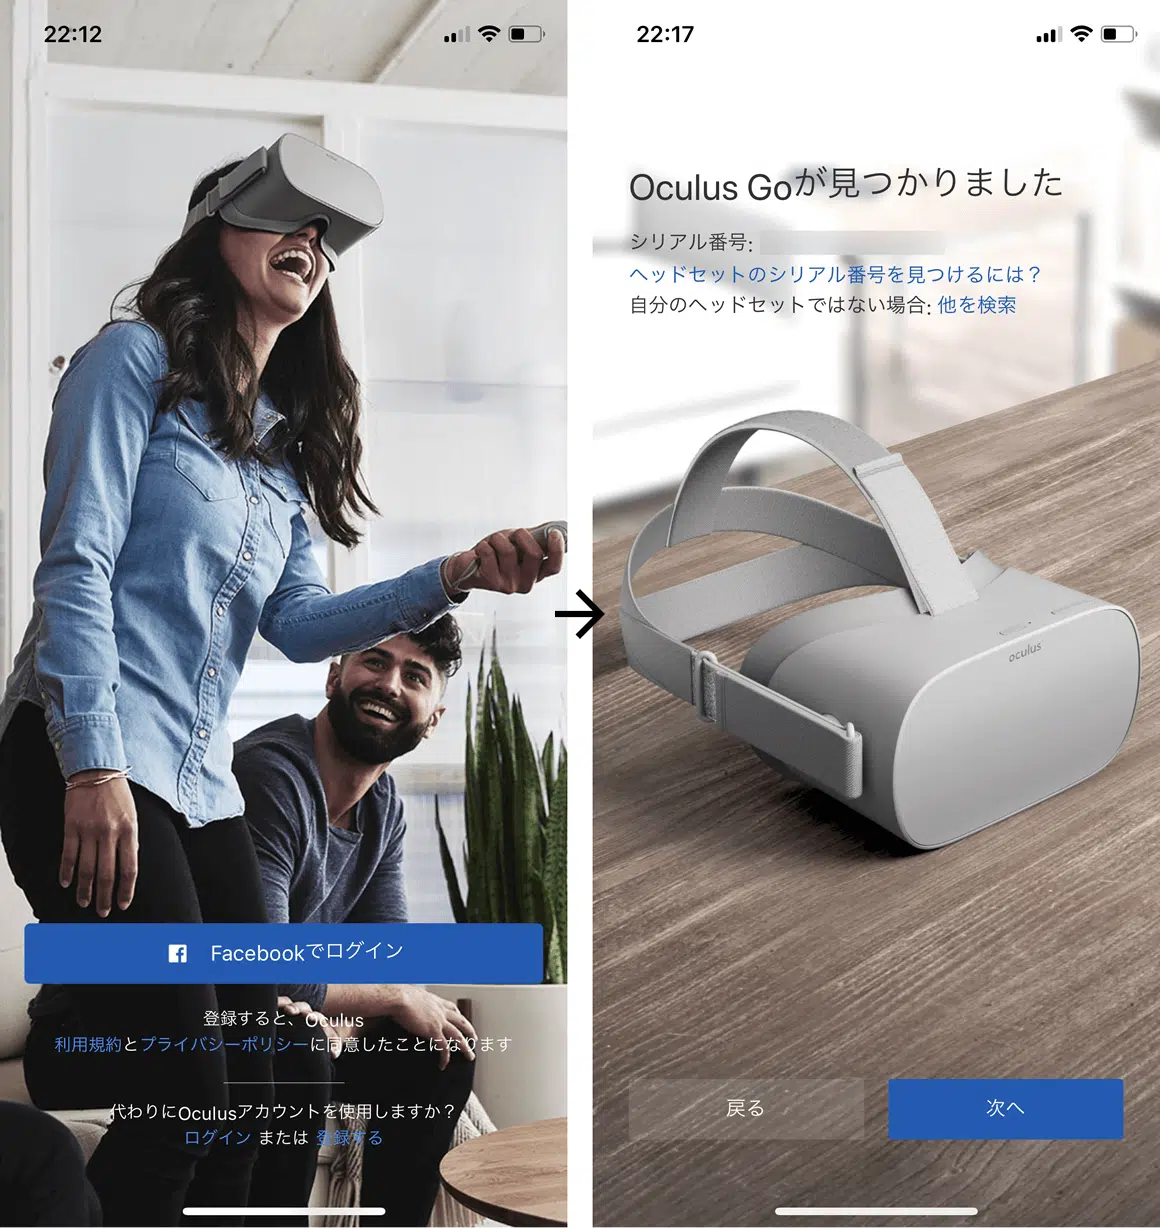 22:12
Facebookでログイン
登録すると、Oculus
利用規約とプライバシーポリシーに同意したことになります
代わりにOculusアカウントを使用しますか？
ログイン または 登録する
22:17
Oculus Goが見つかりました
シリアル番号:
ヘッドセットのシリアル番号を見つけるには？
自分のヘッドセットではない場合: 他を検索
oculus
戻る
次へ